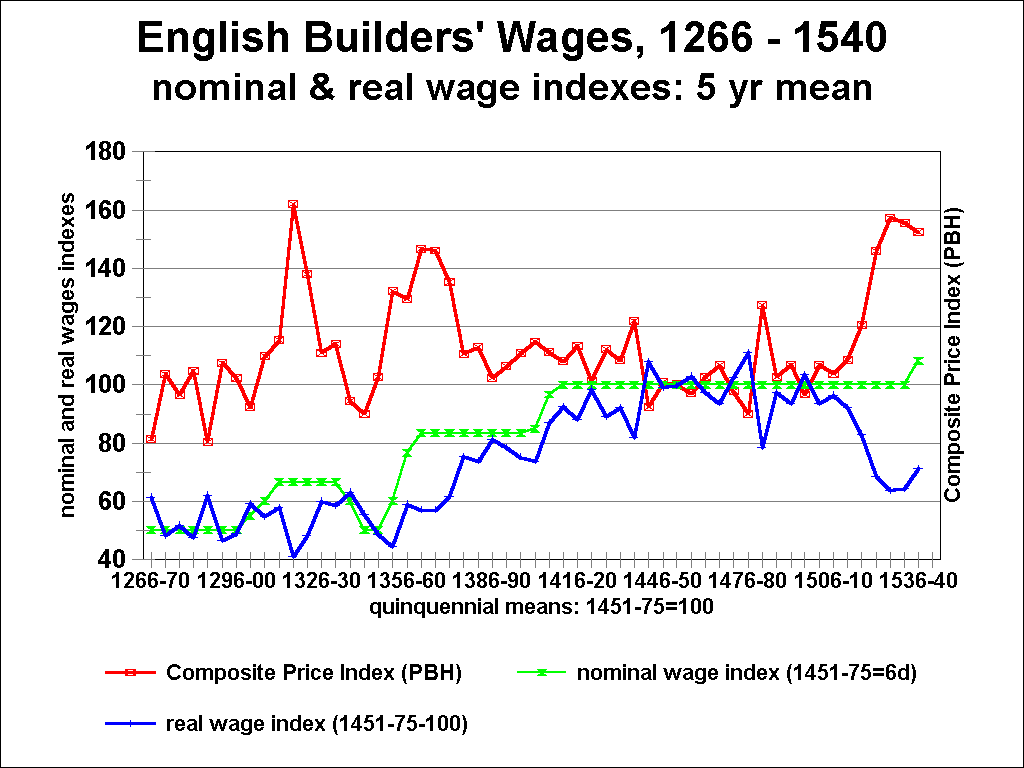 English Builders' Wages, 1266 - 1540
nominal & real wage indexes: 5 yr mean
nominal and real wages indexes
180
160
140
120
100
80
60
40
Composite Price Index (PBH)
1266-70 1296-00 1326-30 1356-60 1386-90 1416-20 1446-50 1476-80 1506-10 1536-40
quinquennial means: 1451-75=100
Composite Price Index (PBH)
nominal wage index (1451-75=6d)
real wage index (1451-75-100)